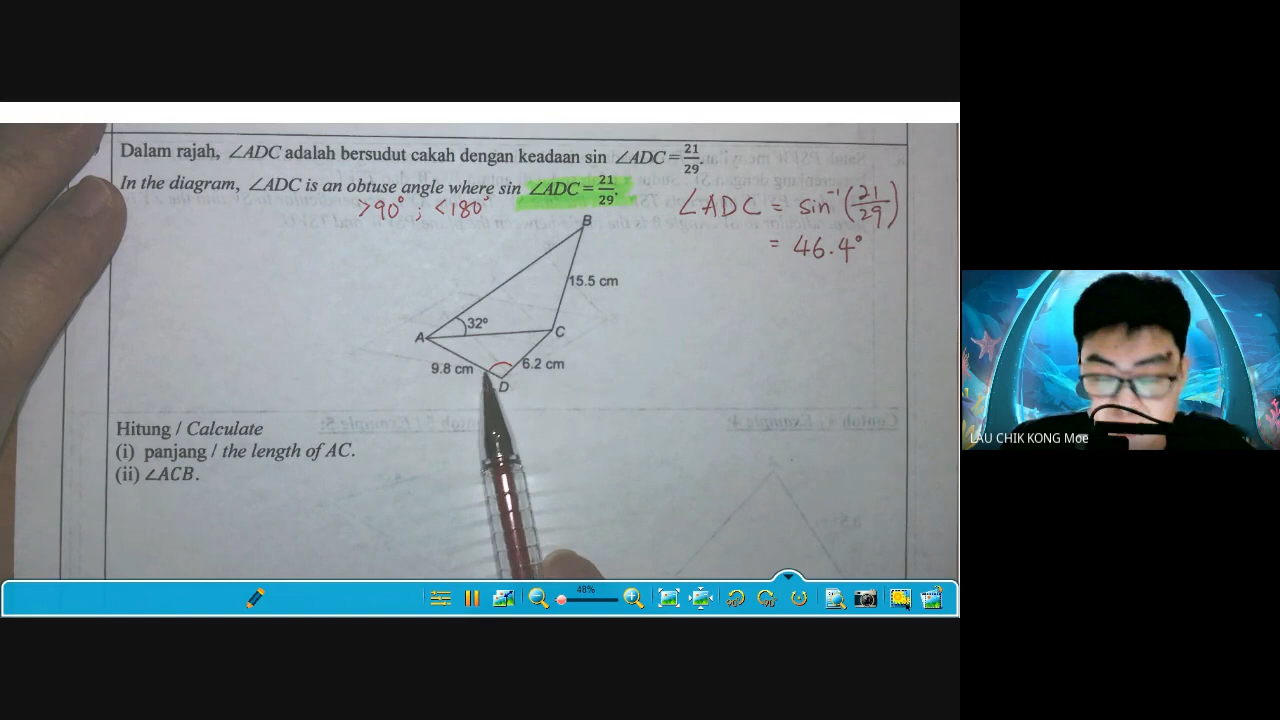 Dalam rajah, ∠ADC adalah bersudut cakah dengan keadaan sin ∠ADC = 21/29.
In the diagram, ∠ADC is an obtuse angle where sin ∠ADC = 21/29.
>90° ; <180°
∠ADC = sin⁻¹(21/29)
= 46.4°
B
15.5 cm
32°
A
C
9.8 cm
6.2 cm
D
Hitung / Calculate
(i) panjang / the length of AC.
(ii) ∠ACB.
48%
LAU CHIK KONG Moe